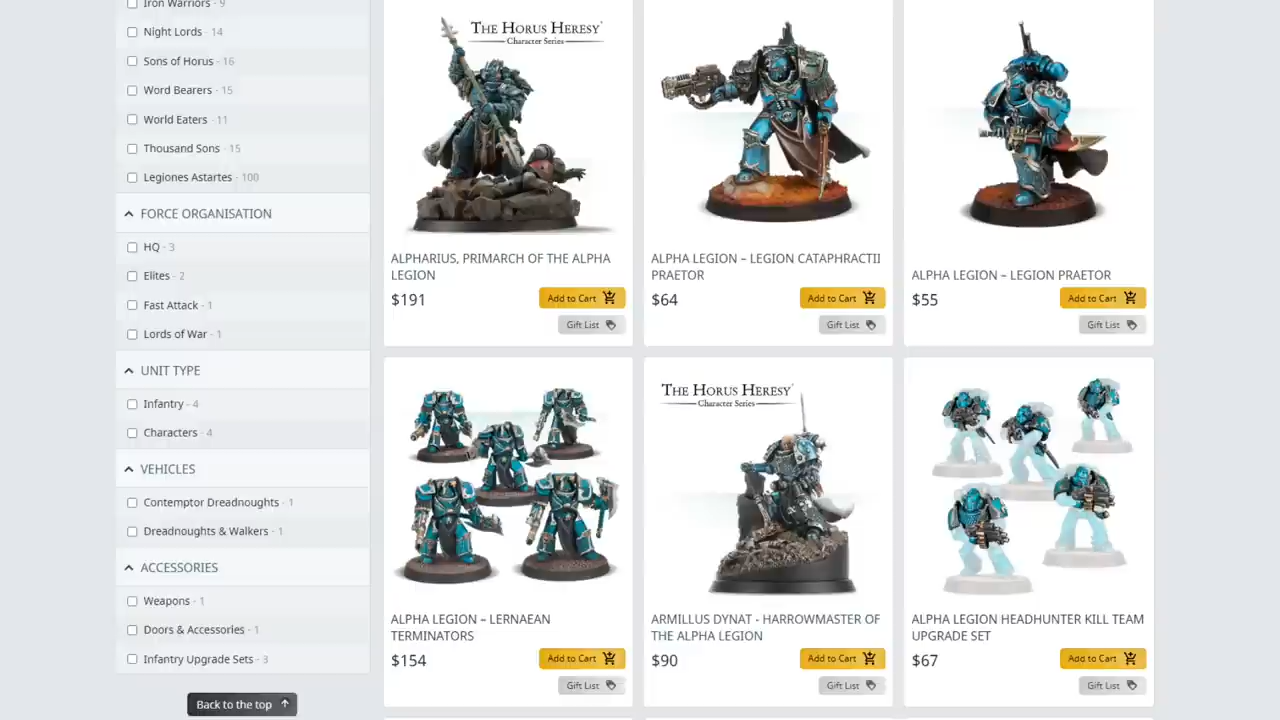 Iron Warriors - 9
Night Lords - 14
Sons of Horus - 16
Word Bearers - 15
World Eaters - 11
Thousand Sons - 15
Legiones Astartes - 100
FORCE ORGANISATION
HQ - 3
Elites - 2
Fast Attack - 1
Lords of War - 1
UNIT TYPE
Infantry - 4
Characters - 4
VEHICLES
Contemptor Dreadnoughts - 1
Dreadnoughts & Walkers - 1
ACCESSORIES
Weapons - 1
Doors & Accessories - 1
Infantry Upgrade Sets - 3
Back to the top
THE HORUS HERESY
Character Series
ALPHARIUS, PRIMARCH OF THE ALPHA
LEGION
$191
Add to Cart
Gift List
ALPHA LEGION – LEGION CATAPHRACTII
PRAETOR
$64
Add to Cart
Gift List
ALPHA LEGION – LEGION PRAETOR
$55
Add to Cart
Gift List
ALPHA LEGION – LERNAEAN
TERMINATORS
$154
Add to Cart
Gift List
THE HORUS HERESY
Character Series
ARMILLUS DYNAT - HARROWMASTER OF
THE ALPHA LEGION
$90
Add to Cart
Gift List
ALPHA LEGION HEADHUNTER KILL TEAM
UPGRADE SET
$67
Add to Cart
Gift List